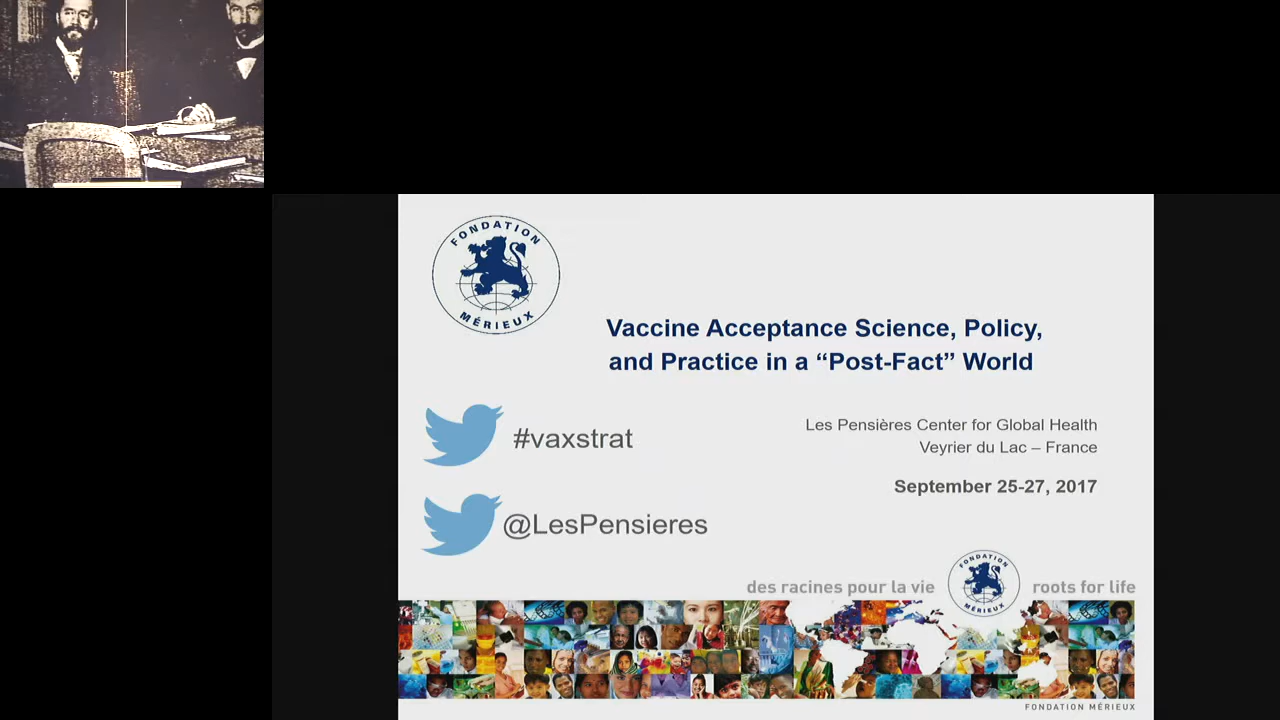 FONDATION
MÉRIEUX
Vaccine Acceptance Science, Policy,
and Practice in a “Post-Fact” World
#vaxstrat
Les Pensières Center for Global Health
Veyrier du Lac – France
September 25-27, 2017
@LesPensieres
des racines pour la vie
FONDATION
MÉRIEUX
roots for life
FONDATION MÉRIEUX